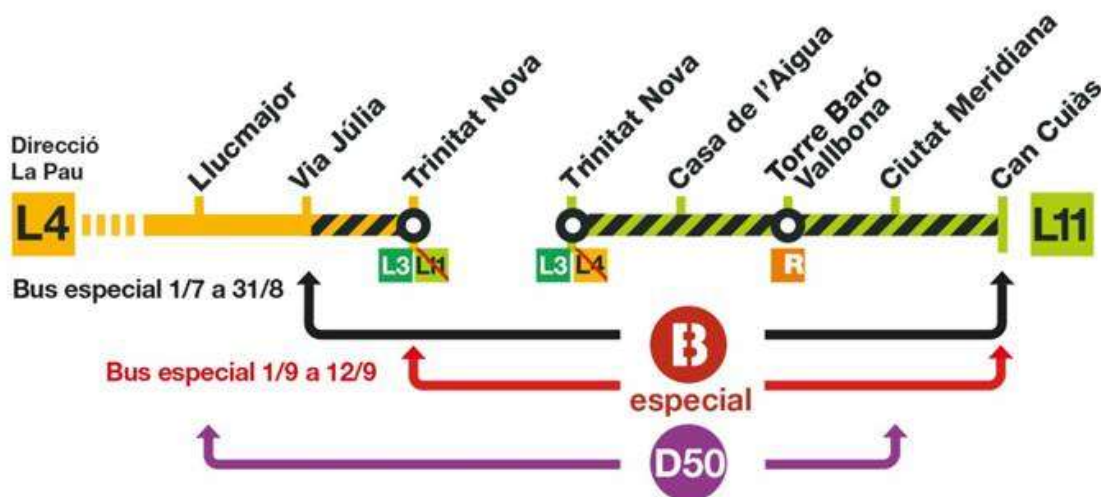 Direcció
La Pau
L4
Llucmajor
Via Júlia
Trinitat Nova
L3 L11
Trinitat Nova
L3 L4
Casa de l'Aigua
Torre Baró
Vallbona
R
Ciutat Meridiana
Can Cuiàs
L11
Bus especial 1/7 a 31/8
B
especial
Bus especial 1/9 a 12/9
D50